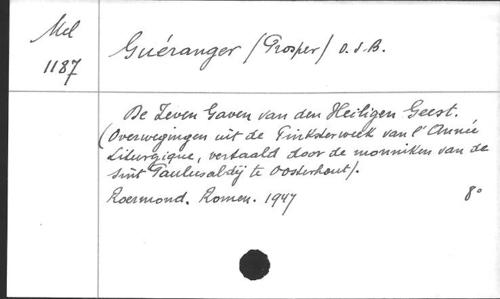 Mel
1187
Guéranger (Prosper) O.S.B.
De Zeven Gaven van den Heiligen Geest.
(Overwegingen uit de Pinksterweek van l'Année
Liturgique, vertaald door de monniken van de
Sint Paulusabdij te Oosterhout).
Roermond. Romen. 1947 8°